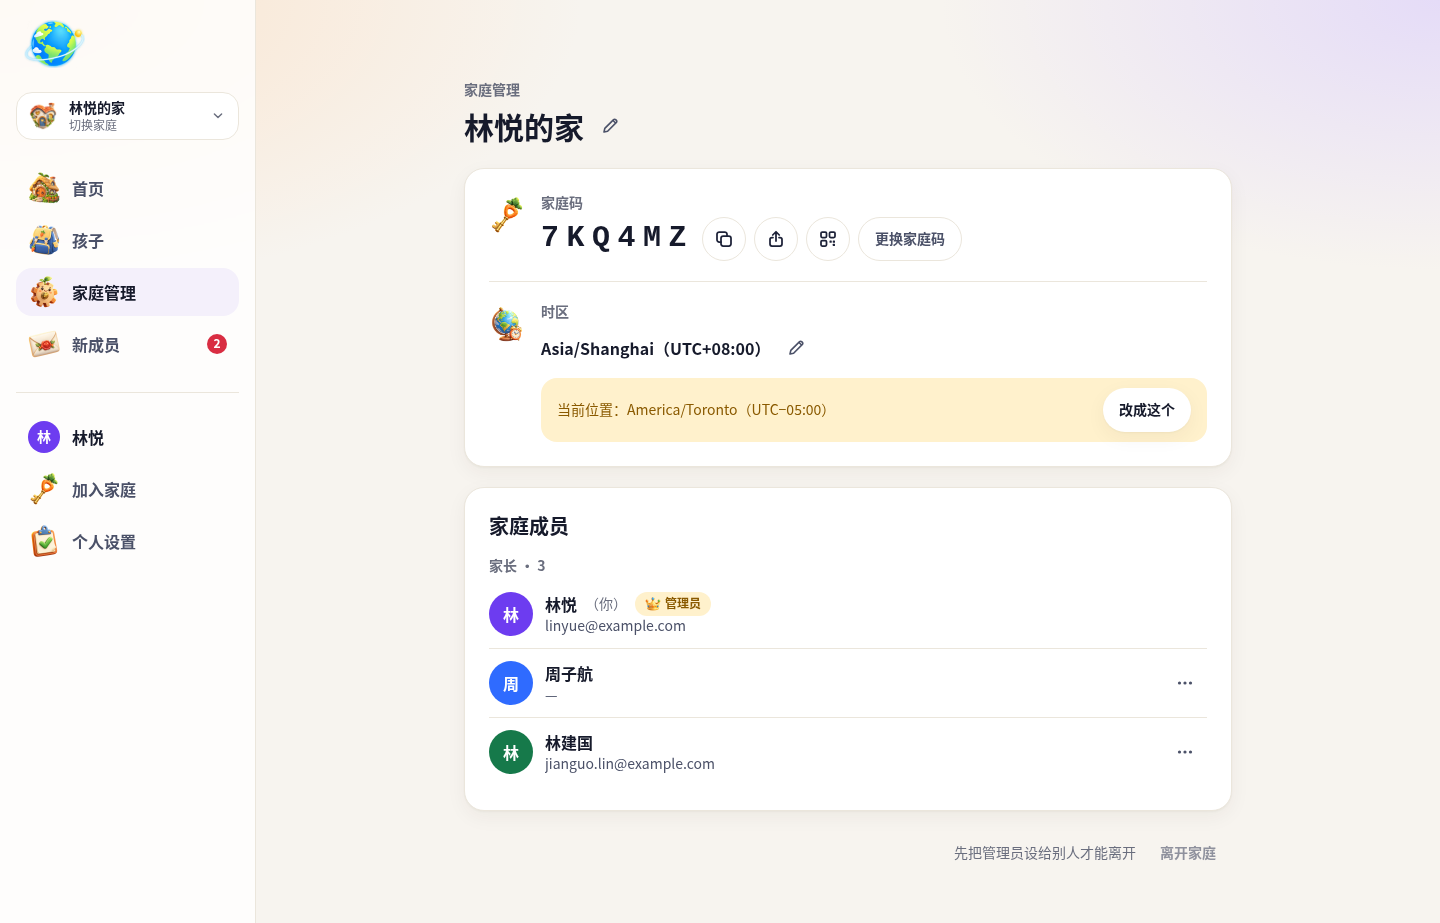 林悦的家
切换家庭
首页
孩子
家庭管理
新成员
2
林
林悦
加入家庭
个人设置
家庭管理
林悦的家
家庭码
7KQ4MZ
更换家庭码
时区
Asia/Shanghai（UTC+08:00）
当前位置：America/Toronto（UTC−05:00）
改成这个
家庭成员
家长 · 3
林
林悦 （你） 管理员
linyue@example.com
周
周子航
—
林
林建国
jianguo.lin@example.com
先把管理员设给别人才能离开 离开家庭